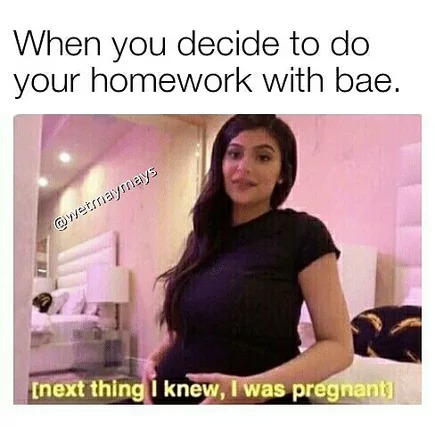 When you decide to do
your homework with bae.
@wetmaymays
[next thing I knew, I was pregnant]